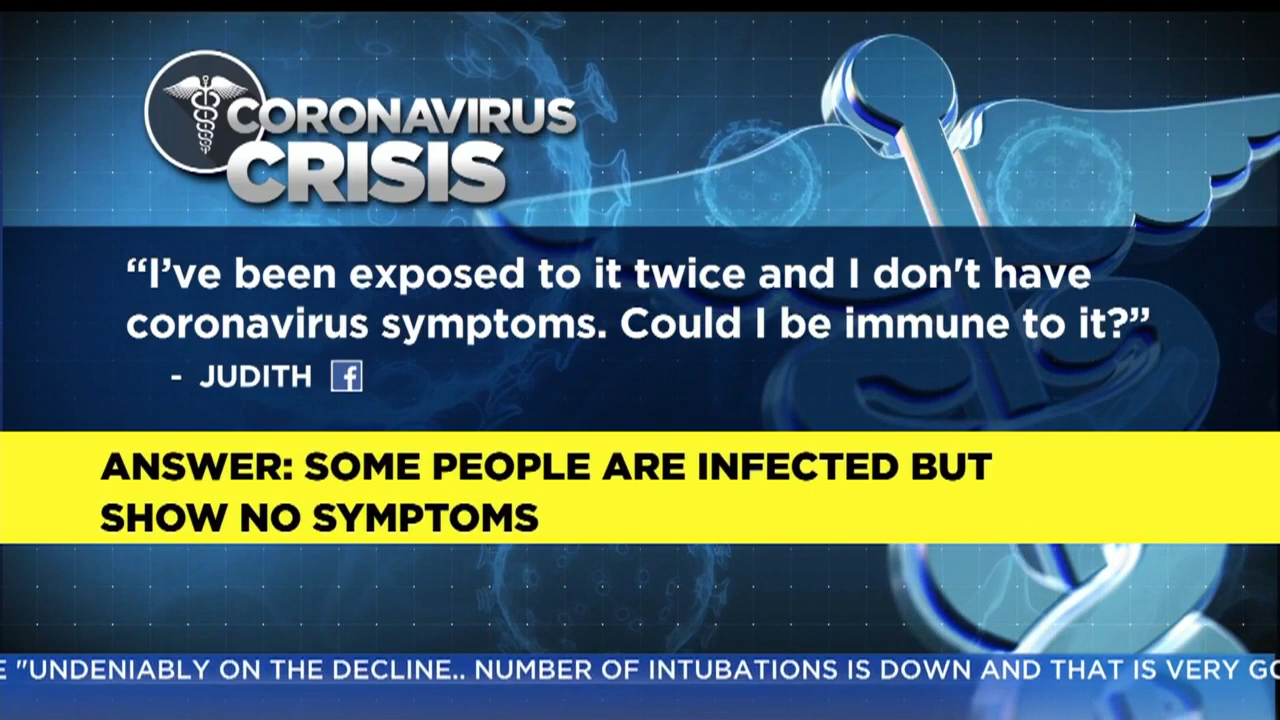 CORONAVIRUS
CRISIS
“I’ve been exposed to it twice and I don't have
coronavirus symptoms. Could I be immune to it?”
- JUDITH f
ANSWER: SOME PEOPLE ARE INFECTED BUT
SHOW NO SYMPTOMS
"UNDENIABLY ON THE DECLINE.. NUMBER OF INTUBATIONS IS DOWN AND THAT IS VERY